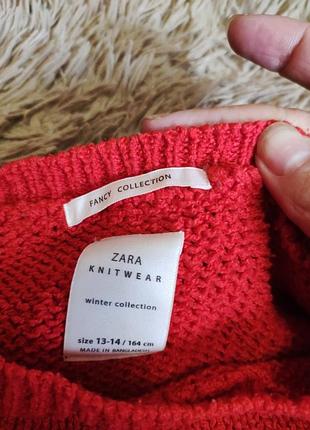 FANCY COLLECTION
ZARA
KNITWEAR
winter collection
size 13-14 / 164 cm
MADE IN BANGLADESH